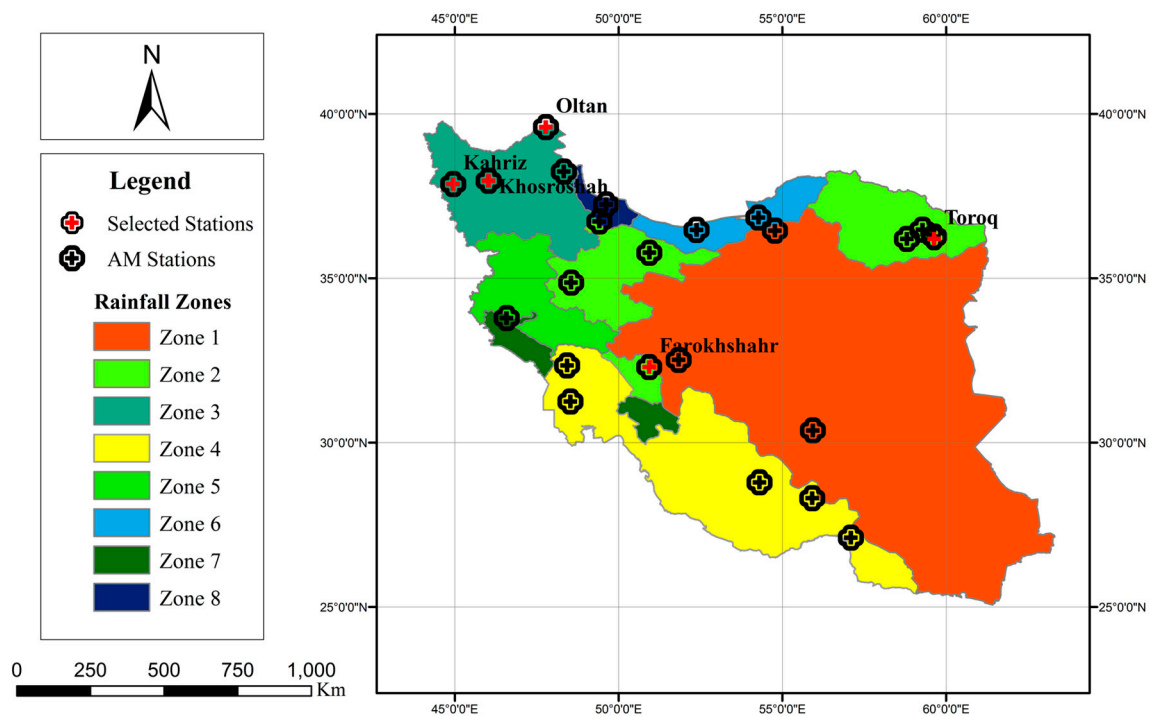 45°0'0"E 50°0'0"E 55°0'0"E 60°0'0"E
N
Legend
Selected Stations
AM Stations
Rainfall Zones
Zone 1
Zone 2
Zone 3
Zone 4
Zone 5
Zone 6
Zone 7
Zone 8
0 250 500 750 1,000
Km
40°0'0"N 40°0'0"N
35°0'0"N 35°0'0"N
30°0'0"N 30°0'0"N
25°0'0"N 25°0'0"N
Oltan
Kahriz
Khosroshah
Toroq
Farokhshahr
45°0'0"E 50°0'0"E 55°0'0"E 60°0'0"E